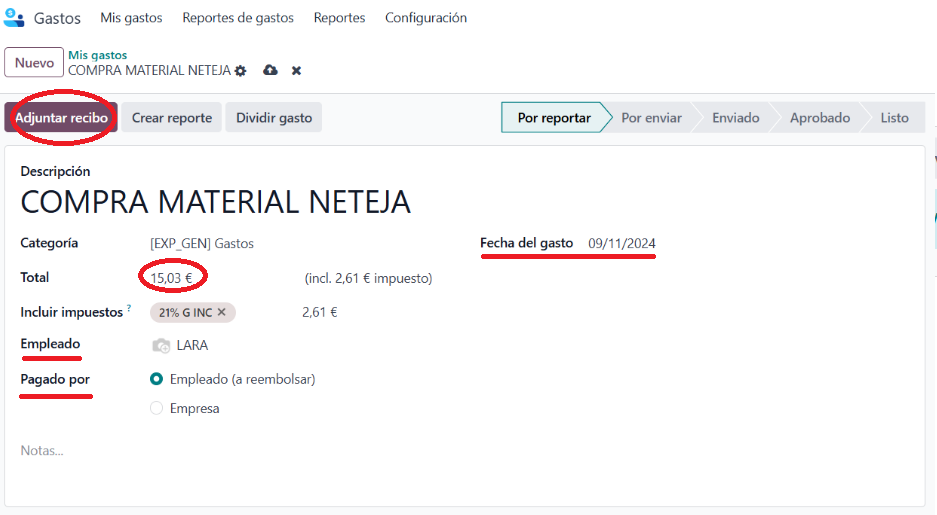 Gastos Mis gastos Reportes de gastos Reportes Configuración
Nuevo
Mis gastos
COMPRA MATERIAL NETEJA
Adjuntar recibo Crear reporte Dividir gasto Por reportar Por enviar Enviado Aprobado Listo
Descripción
COMPRA MATERIAL NETEJA
Categoría [EXP_GEN] Gastos Fecha del gasto 09/11/2024
Total 15,03 € (incl. 2,61 € impuesto)
Incluir impuestos ? 21% G INC 2,61 €
Empleado LARA
Pagado por Empleado (a reembolsar)
Empresa
Notas...